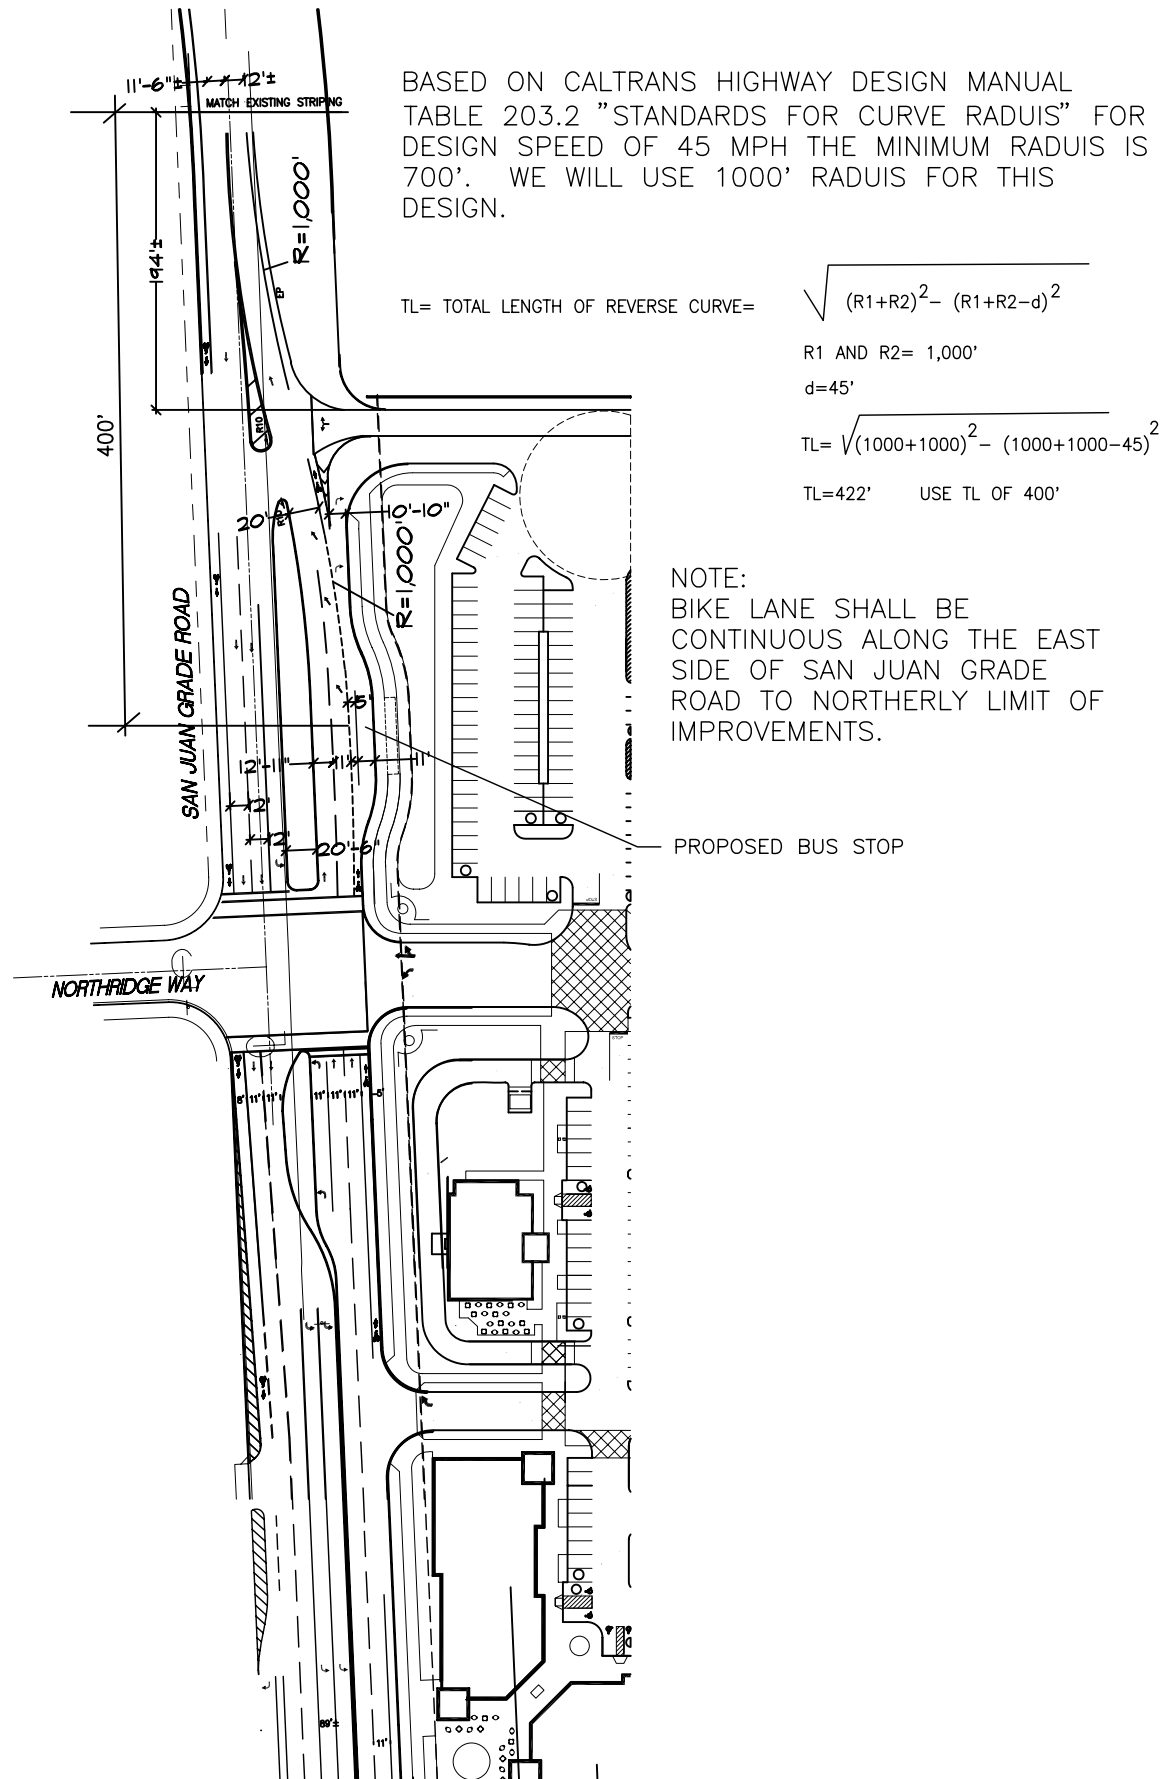 11'-6"±
12'±
MATCH EXISTING STRIPING
BASED ON CALTRANS HIGHWAY DESIGN MANUAL
TABLE 203.2 "STANDARDS FOR CURVE RADUIS" FOR
DESIGN SPEED OF 45 MPH THE MINIMUM RADUIS IS
700'. WE WILL USE 1000' RADUIS FOR THIS
DESIGN.
R=1,000'
194'±
EP
TL= TOTAL LENGTH OF REVERSE CURVE=
√(R1+R2)²- (R1+R2-d)²
R1 AND R2= 1,000'
d=45'
TL= √(1000+1000)²- (1000+1000-45)²
TL=422' USE TL OF 400'
400'
R10
20'
10'-10"
R=1,000'
NOTE:
BIKE LANE SHALL BE
CONTINUOUS ALONG THE EAST
SIDE OF SAN JUAN GRADE
ROAD TO NORTHERLY LIMIT OF
IMPROVEMENTS.
SAN JUAN GRADE ROAD
5'
12'-11"
11'
11'
12'
12'
20'-6"
PROPOSED BUS STOP
NORTHRIDGE WAY
STOP
8' 11' 11' 11' 11' 11' 5'
89'±
11'